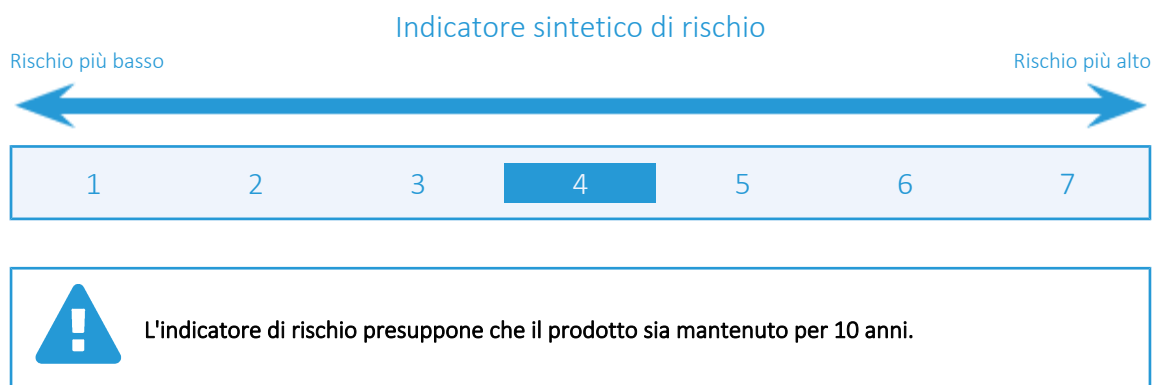 Indicatore sintetico di rischio
Rischio più basso Rischio più alto
1 2 3 4 5 6 7
L'indicatore di rischio presuppone che il prodotto sia mantenuto per 10 anni.